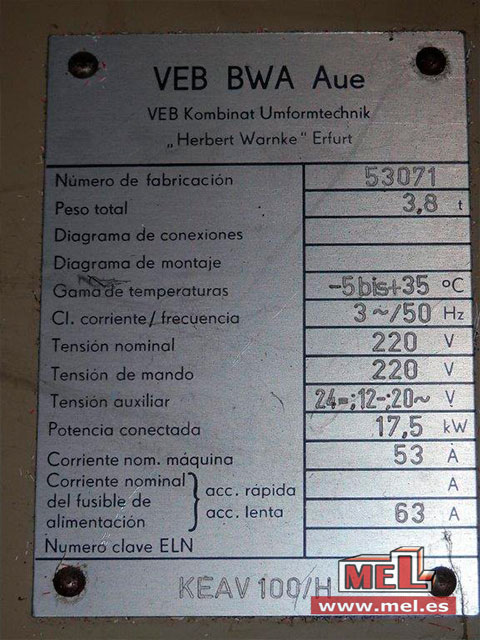 VEB BWA Aue
VEB Kombinat Umformtechnik
„Herbert Warnke" Erfurt
Número de fabricación 53071
Peso total 3,8 t
Diagrama de conexiones
Diagrama de montaje
Gama de temperaturas -5bis+35 °C
Cl. corriente/frecuencia 3~/50 Hz
Tensión nominal 220 V
Tensión de mando 220 V
Tensión auxiliar 24=;12-;20~ V
Potencia conectada 17,5 kW
Corriente nom. máquina 53 A
Corriente nominal
del fusible de acc. rápida A
alimentación acc. lenta 63 A
Numero clave ELN
KEAV 100/H
MEL
www.mel.es